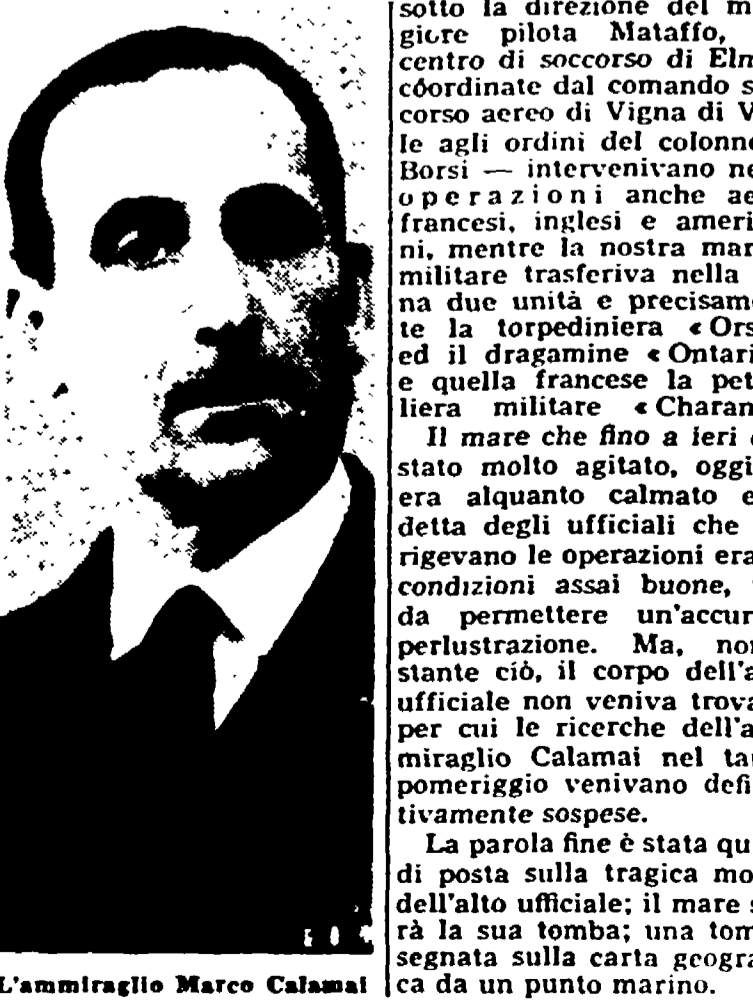 sotto la direzione del m
giore pilota Mataffo,
centro di soccorso di Elm
coordinate dal comando s
corso aereo di Vigna di V
le agli ordini del colonne
Borsi — intervenivano ne
operazioni anche ae
francesi, inglesi e ameri
ni, mentre la nostra mar
militare trasferiva nella
na due unità e precisame
te la torpediniera «Ors
ed il dragamine «Ontari
e quella francese la pet
liera militare «Charan
Il mare che fino a ieri
stato molto agitato, oggi
era alquanto calmato e
detta degli ufficiali che
rigevano le operazioni era
condizioni assai buone,
da permettere un'accur
perlustrazione. Ma, non
stante ciò, il corpo dell'a
ufficiale non veniva trova
per cui le ricerche dell'a
miraglio Calamai nel tar
pomeriggio venivano defi
tivamente sospese.
La parola fine è stata qu
di posta sulla tragica mo
dell'alto ufficiale; il mare s
rà la sua tomba; una tom
segnata sulla carta geogra
ca da un punto marino.
L'ammiraglio Marco Calamai